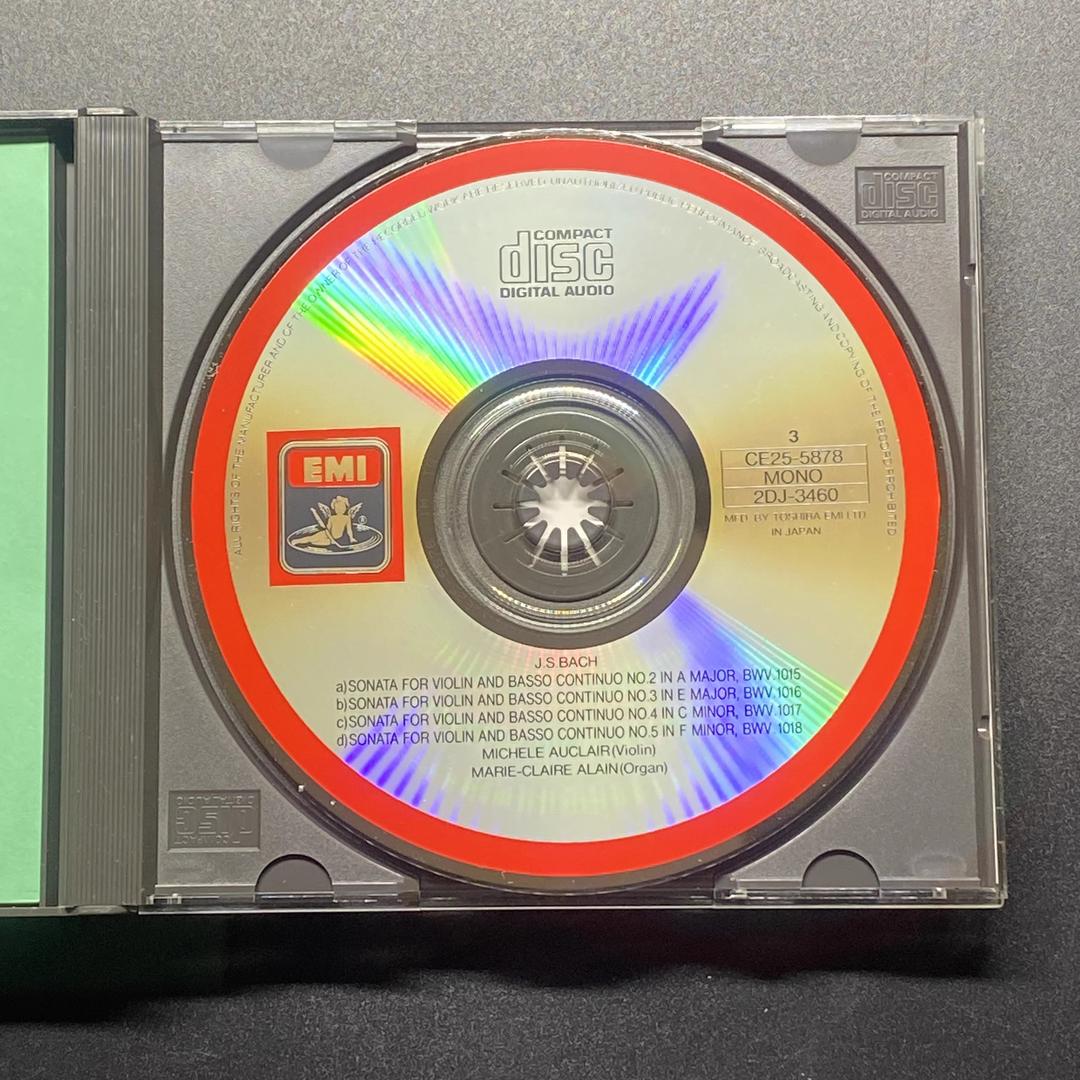 COMPACT
disc
DIGITAL AUDIO
COMPACT
disc
DIGITAL AUDIO
ALL RIGHTS OF THE MANUFACTURER AND OF THE OWNER OF THE RECORDED WORK ARE RESERVED. UNAUTHORIZED PUBLIC PERFORMANCE, BROADCASTING AND COPYING OF THE RECORD PROHIBITED
EMI
®
3
CE25-5878
MONO
2DJ-3460
MFD. BY TOSHIBA EMI LTD
IN JAPAN
J.S.BACH
a)SONATA FOR VIOLIN AND BASSO CONTINUO NO.2 IN A MAJOR, BWV.1015
b)SONATA FOR VIOLIN AND BASSO CONTINUO NO.3 IN E MAJOR, BWV.1016
c)SONATA FOR VIOLIN AND BASSO CONTINUO NO.4 IN C MINOR, BWV.1017
d)SONATA FOR VIOLIN AND BASSO CONTINUO NO.5 IN F MINOR, BWV.1018
MICHELE AUCLAIR(Violin)
MARIE-CLAIRE ALAIN(Organ)